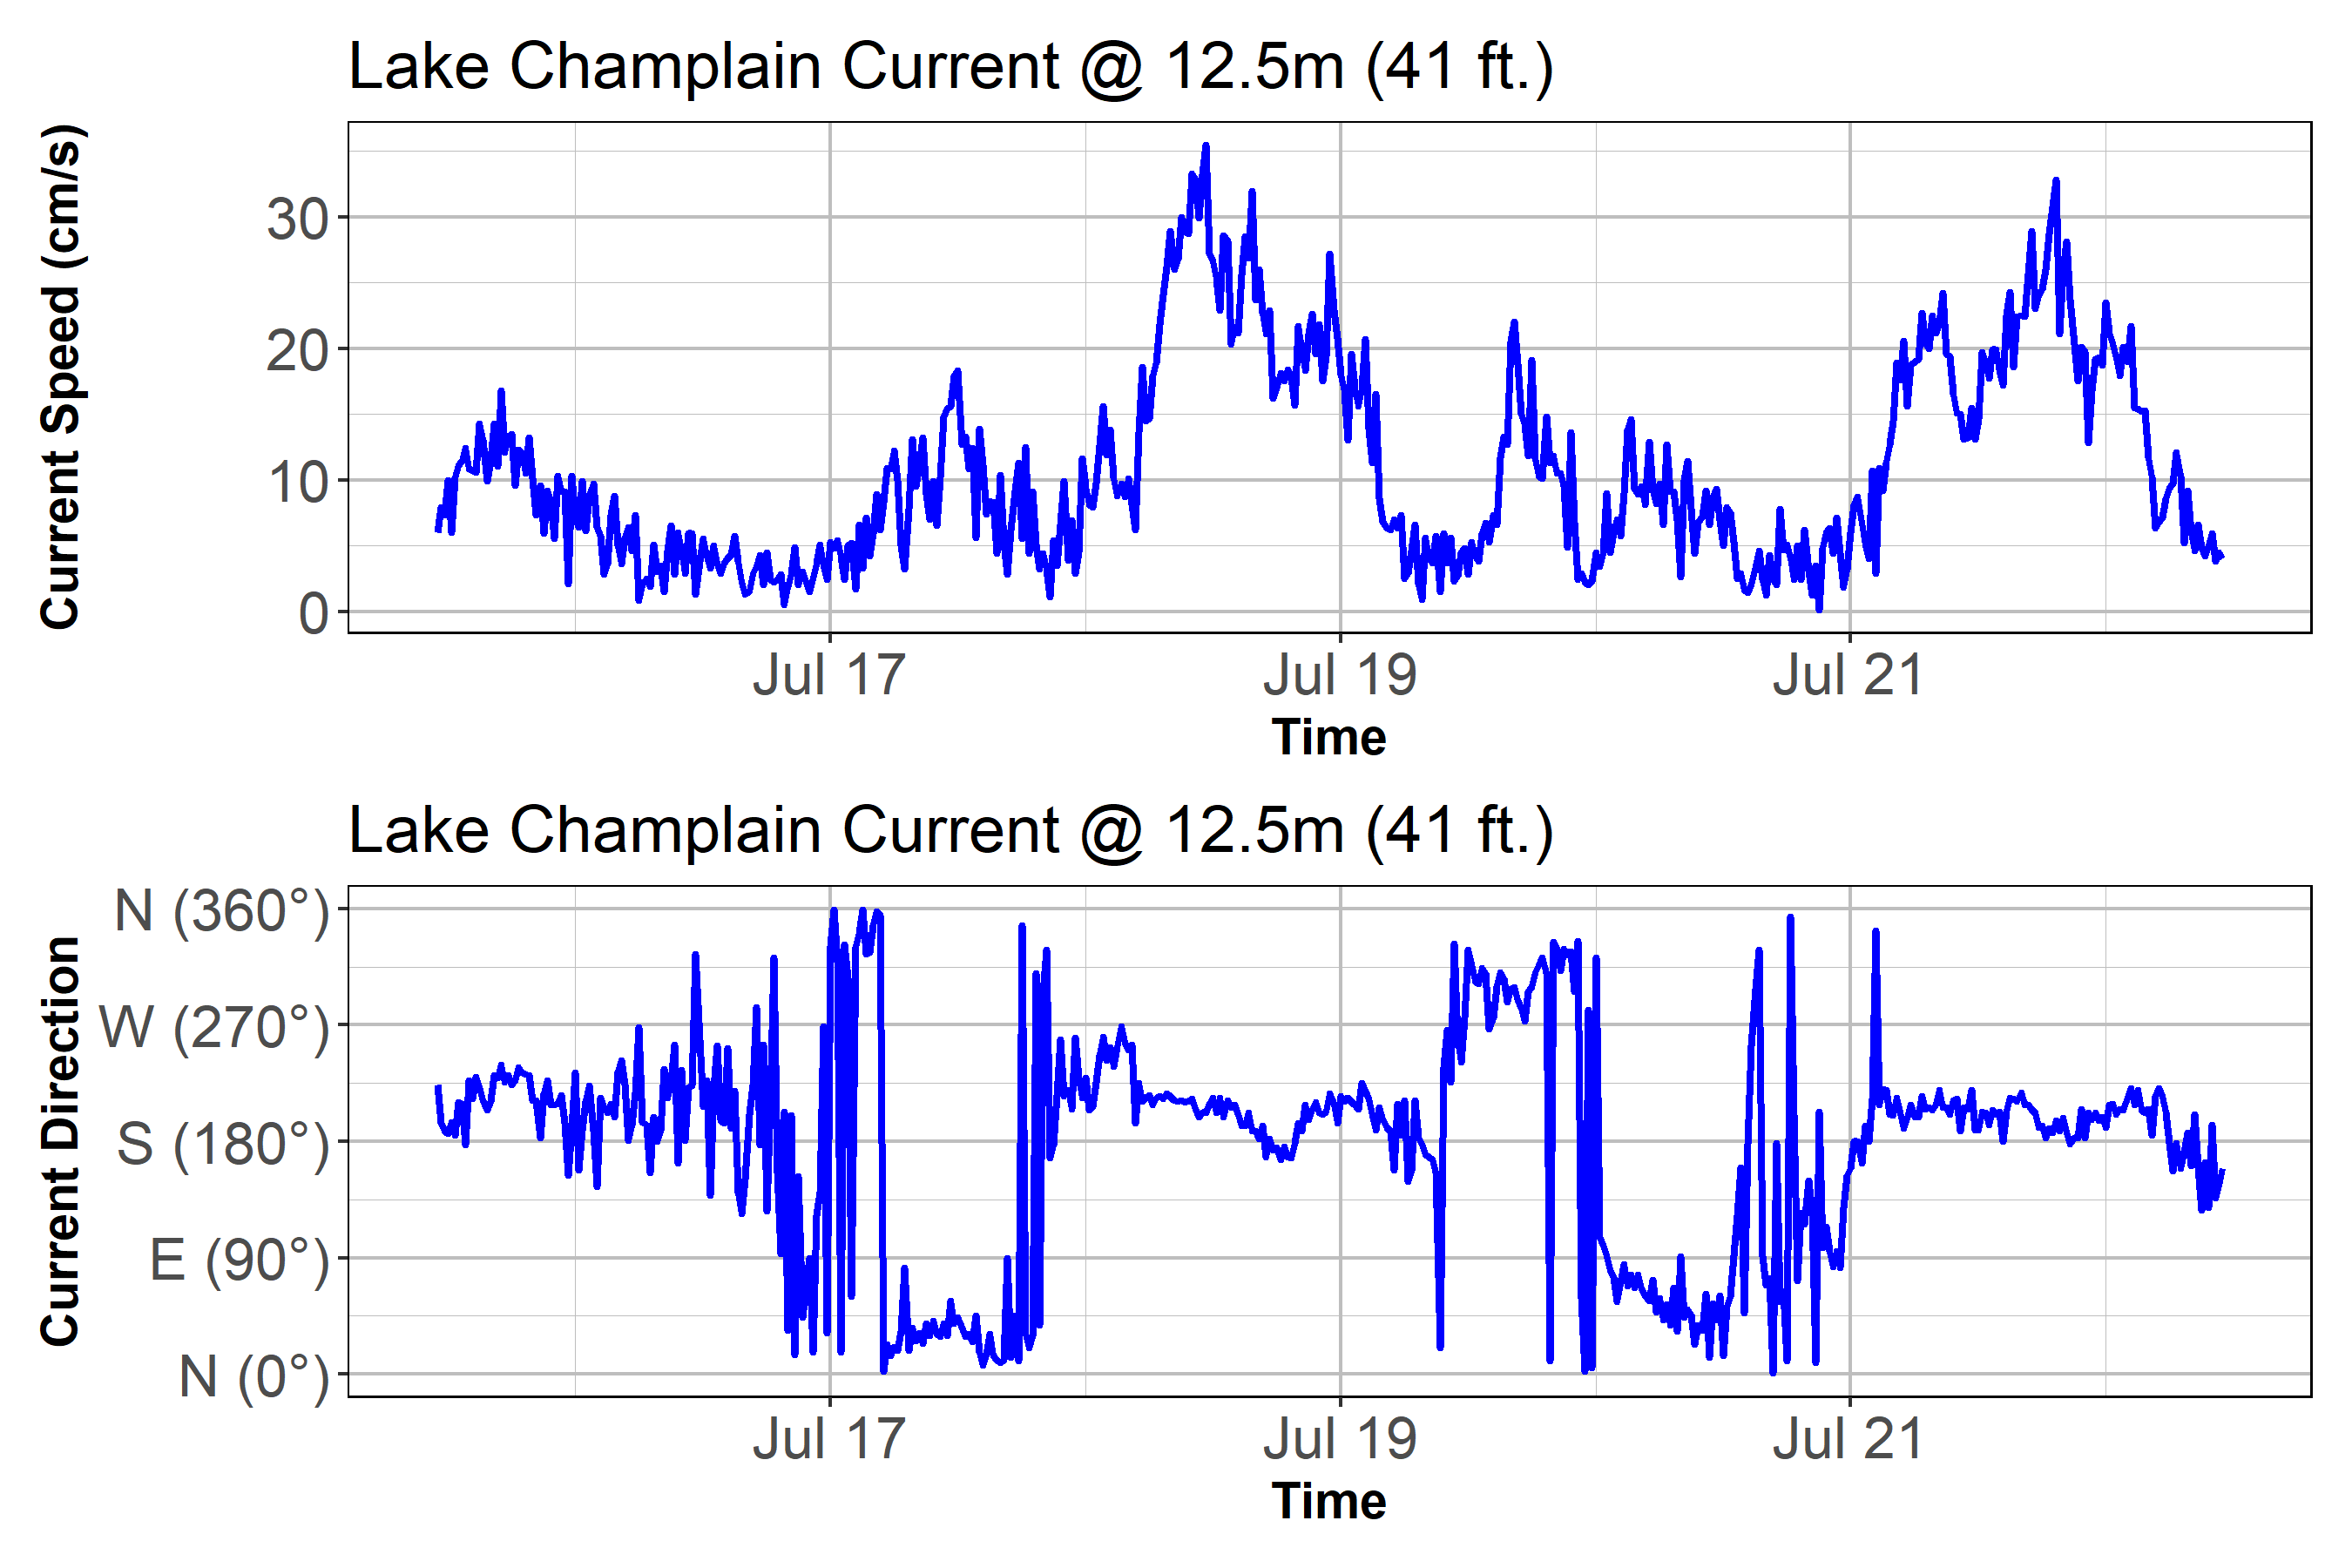 Lake Champlain Current @ 12.5m (41 ft.)
Current Speed (cm/s)
30
20
10
0
Jul 17
Jul 19
Jul 21
Time
Lake Champlain Current @ 12.5m (41 ft.)
Current Direction
N (360°)
W (270°)
S (180°)
E (90°)
N (0°)
Jul 17
Jul 19
Jul 21
Time